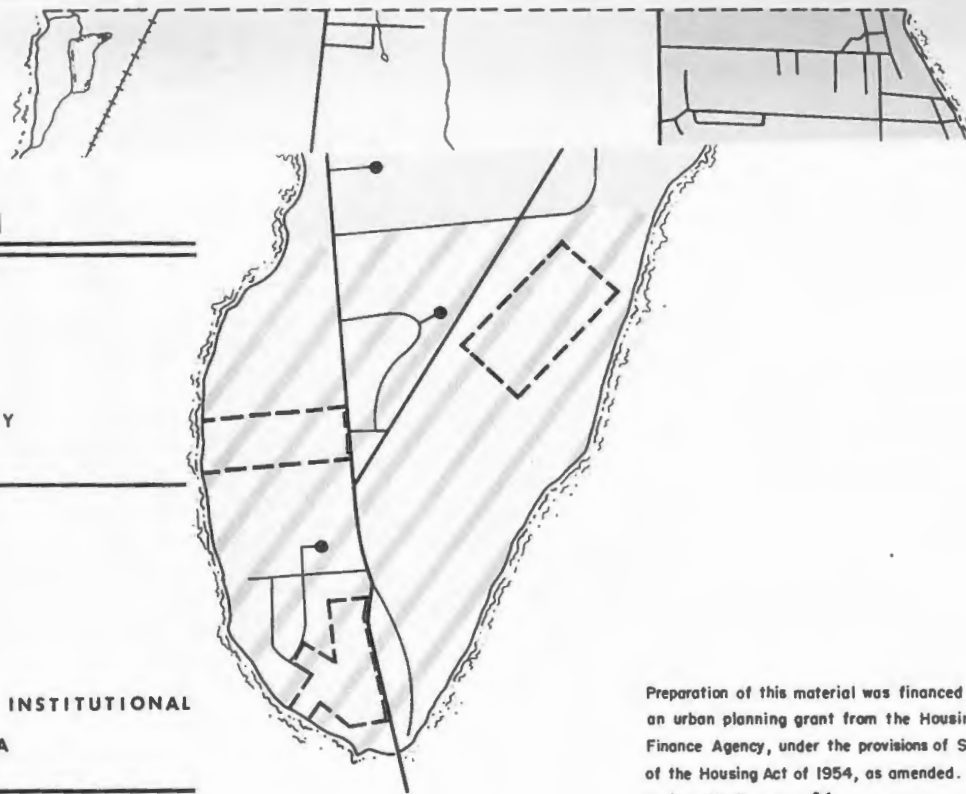 Y
INSTITUTIONAL
A
Preparation of this material was financed
an urban planning grant from the Housin
Finance Agency, under the provisions of S
of the Housing Act of 1954, as amended.